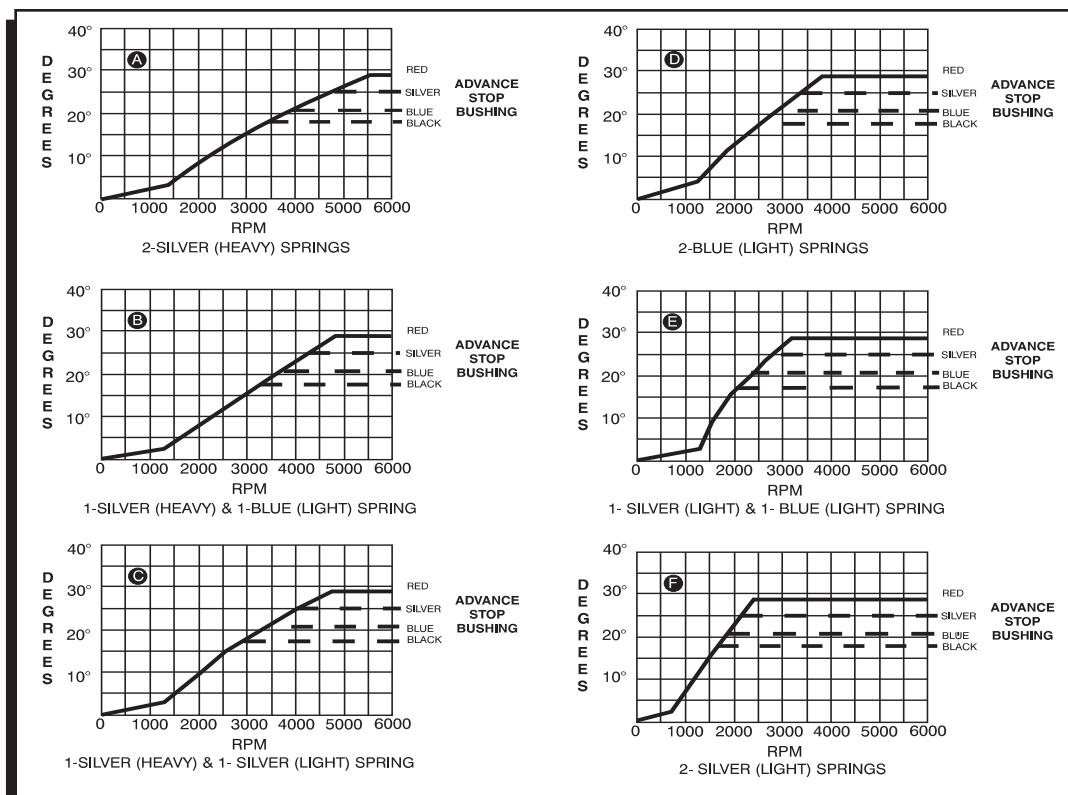 A
40°
30°
20°
10°
DEGREES
0 1000 2000 3000 4000 5000 6000
RPM
2-SILVER (HEAVY) SPRINGS
RED
SILVER
BLUE
BLACK
ADVANCE
STOP
BUSHING
D
40°
30°
20°
10°
DEGREES
0 1000 2000 3000 4000 5000 6000
RPM
2-BLUE (LIGHT) SPRINGS
RED
SILVER
BLUE
BLACK
ADVANCE
STOP
BUSHING
B
40°
30°
20°
10°
DEGREES
0 1000 2000 3000 4000 5000 6000
RPM
1-SILVER (HEAVY) & 1-BLUE (LIGHT) SPRING
RED
SILVER
BLUE
BLACK
ADVANCE
STOP
BUSHING
E
40°
30°
20°
10°
DEGREES
0 1000 2000 3000 4000 5000 6000
RPM
1- SILVER (LIGHT) & 1- BLUE (LIGHT) SPRING
RED
SILVER
BLUE
BLACK
ADVANCE
STOP
BUSHING
C
40°
30°
20°
10°
DEGREES
0 1000 2000 3000 4000 5000 6000
RPM
1-SILVER (HEAVY) & 1- SILVER (LIGHT) SPRING
RED
SILVER
BLUE
BLACK
ADVANCE
STOP
BUSHING
F
40°
30°
20°
10°
DEGREES
0 1000 2000 3000 4000 5000 6000
RPM
2- SILVER (LIGHT) SPRINGS
RED
SILVER
BLUE
BLACK
ADVANCE
STOP
BUSHING